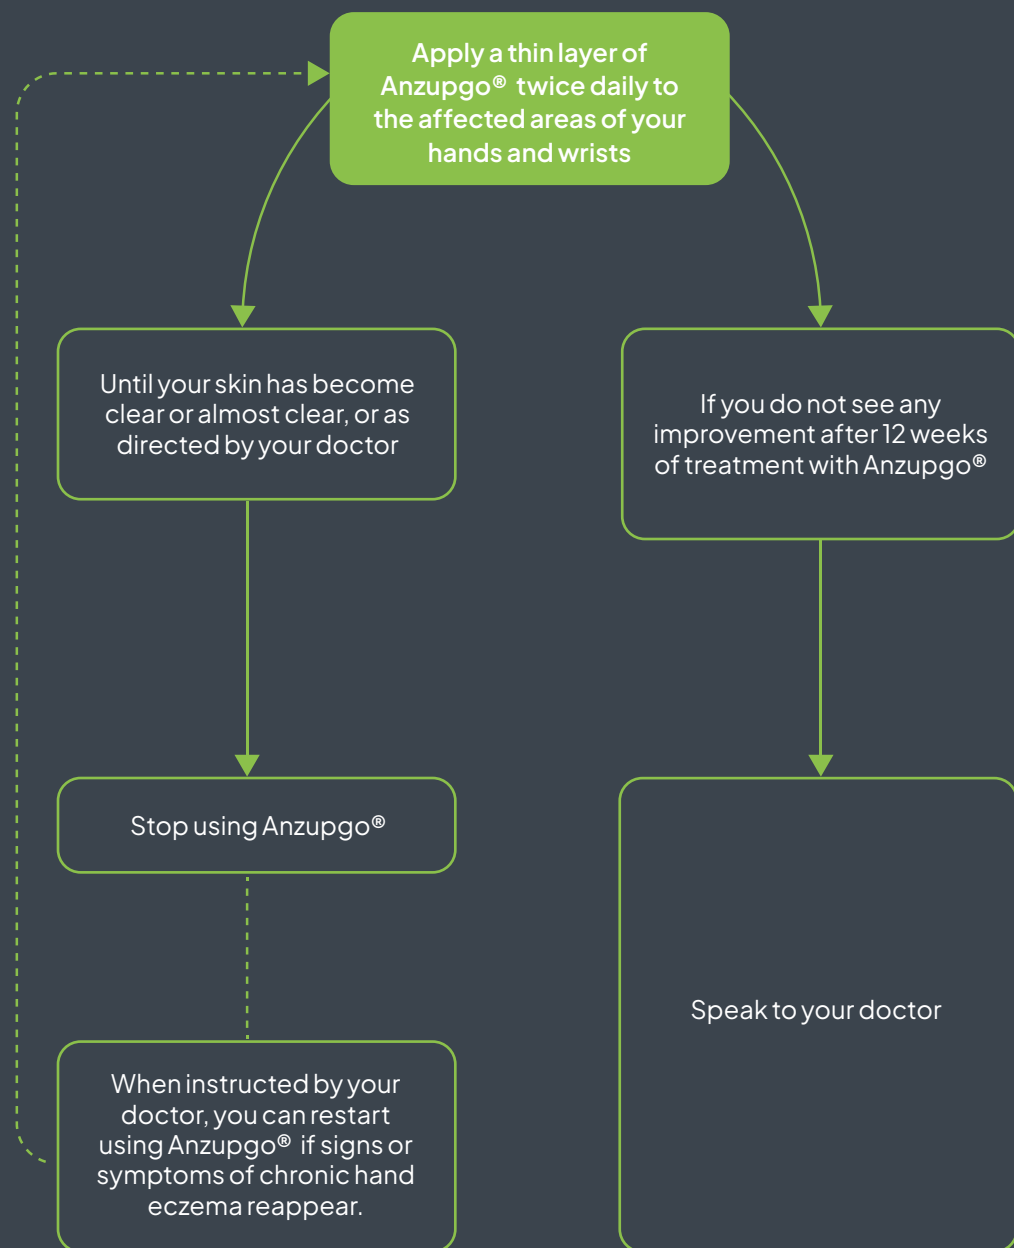 Apply a thin layer of
Anzupgo® twice daily to
the affected areas of your
hands and wrists
Until your skin has become
clear or almost clear, or as
directed by your doctor
If you do not see any
improvement after 12 weeks
of treatment with Anzupgo®
Stop using Anzupgo®
Speak to your doctor
When instructed by your
doctor, you can restart
using Anzupgo® if signs or
symptoms of chronic hand
eczema reappear.